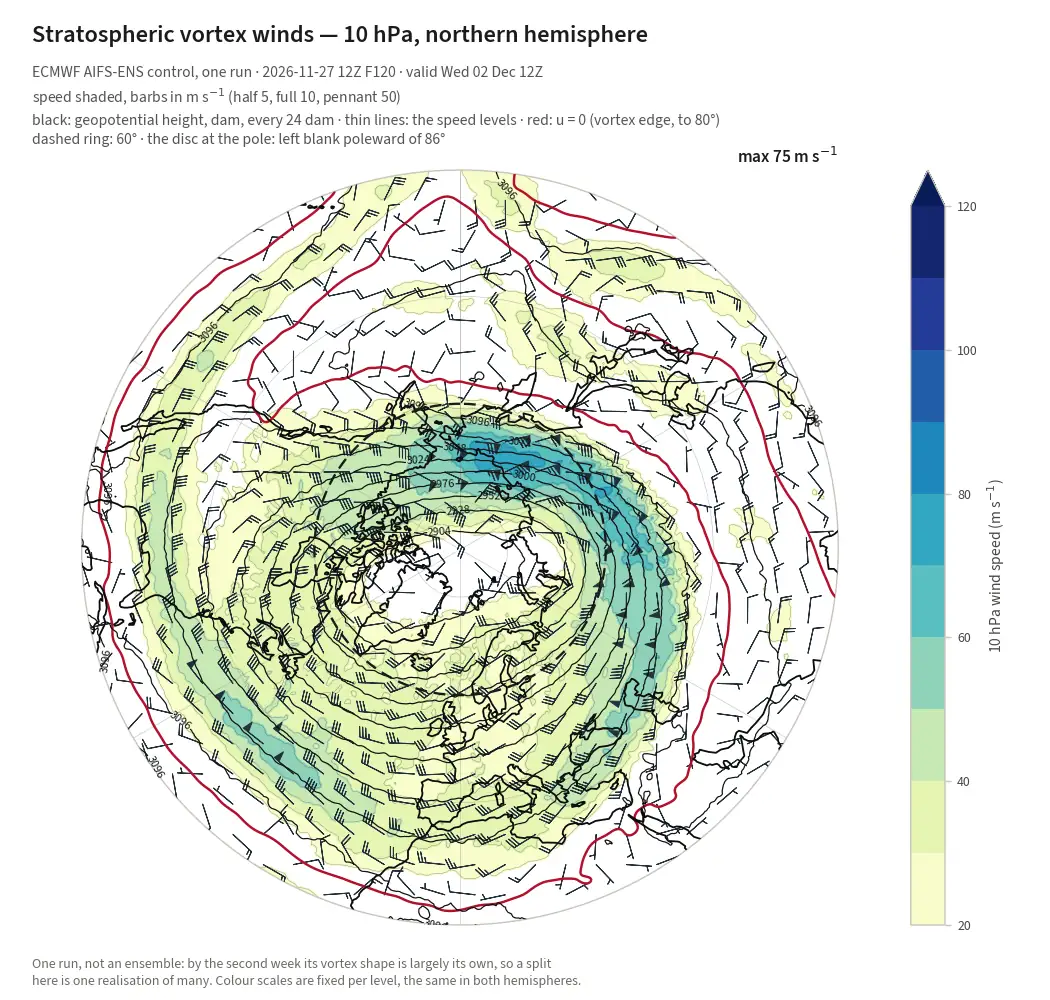 Stratospheric vortex winds — 10 hPa, northern hemisphere
ECMWF AIFS-ENS control, one run · 2026-11-27 12Z F120 · valid Wed 02 Dec 12Z
speed shaded, barbs in m s⁻¹ (half 5, full 10, pennant 50)
black: geopotential height, dam, every 24 dam · thin lines: the speed levels · red: u = 0 (vortex edge, to 80°)
dashed ring: 60° · the disc at the pole: left blank poleward of 86°
max 75 m s⁻¹
3096
3096
3096
3024
3000
2976
2952
2928
2904
3096
3096
3096
120
100
80
60
40
20
10 hPa wind speed (m s⁻¹)
One run, not an ensemble: by the second week its vortex shape is largely its own, so a split
here is one realisation of many. Colour scales are fixed per level, the same in both hemispheres.